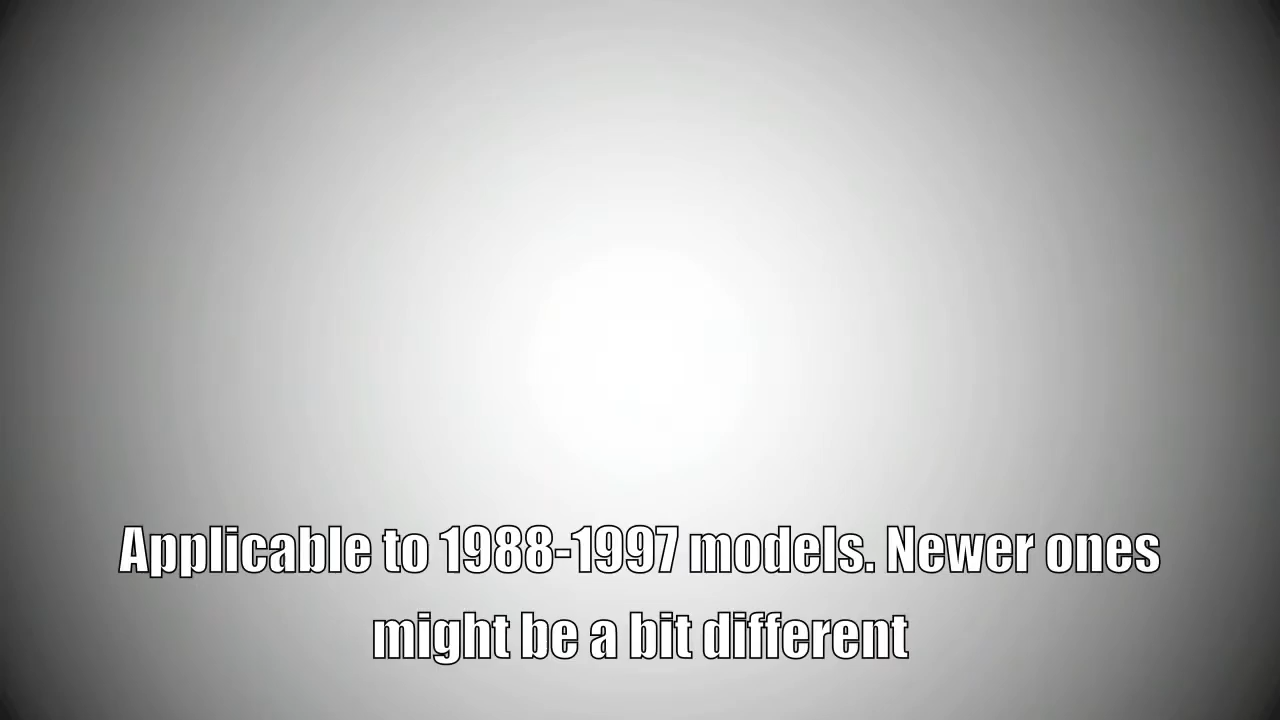 Applicable to 1988-1997 models. Newer ones
might be a bit different